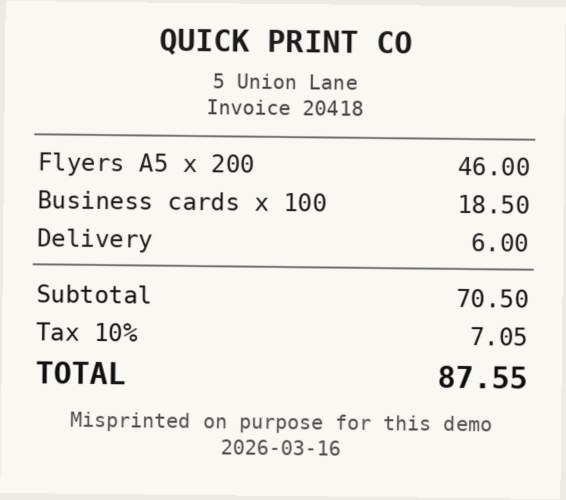 QUICK PRINT CO
5 Union Lane
Invoice 20418
Flyers A5 x 200 46.00
Business cards x 100 18.50
Delivery 6.00
Subtotal 70.50
Tax 10% 7.05
TOTAL 87.55
Misprinted on purpose for this demo
2026-03-16